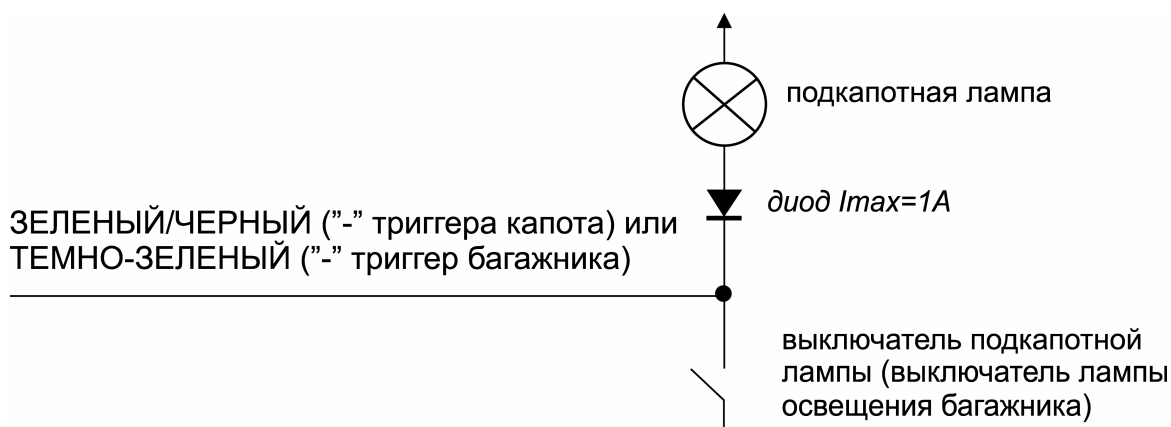 подкапотная лампа
диод Imax=1A
ЗЕЛЕНЫЙ/ЧЕРНЫЙ (”-” триггера капота) или
ТЕМНО-ЗЕЛЕНЫЙ (”-” триггер багажника)
выключатель подкапотной
лампы (выключатель лампы
освещения багажника)